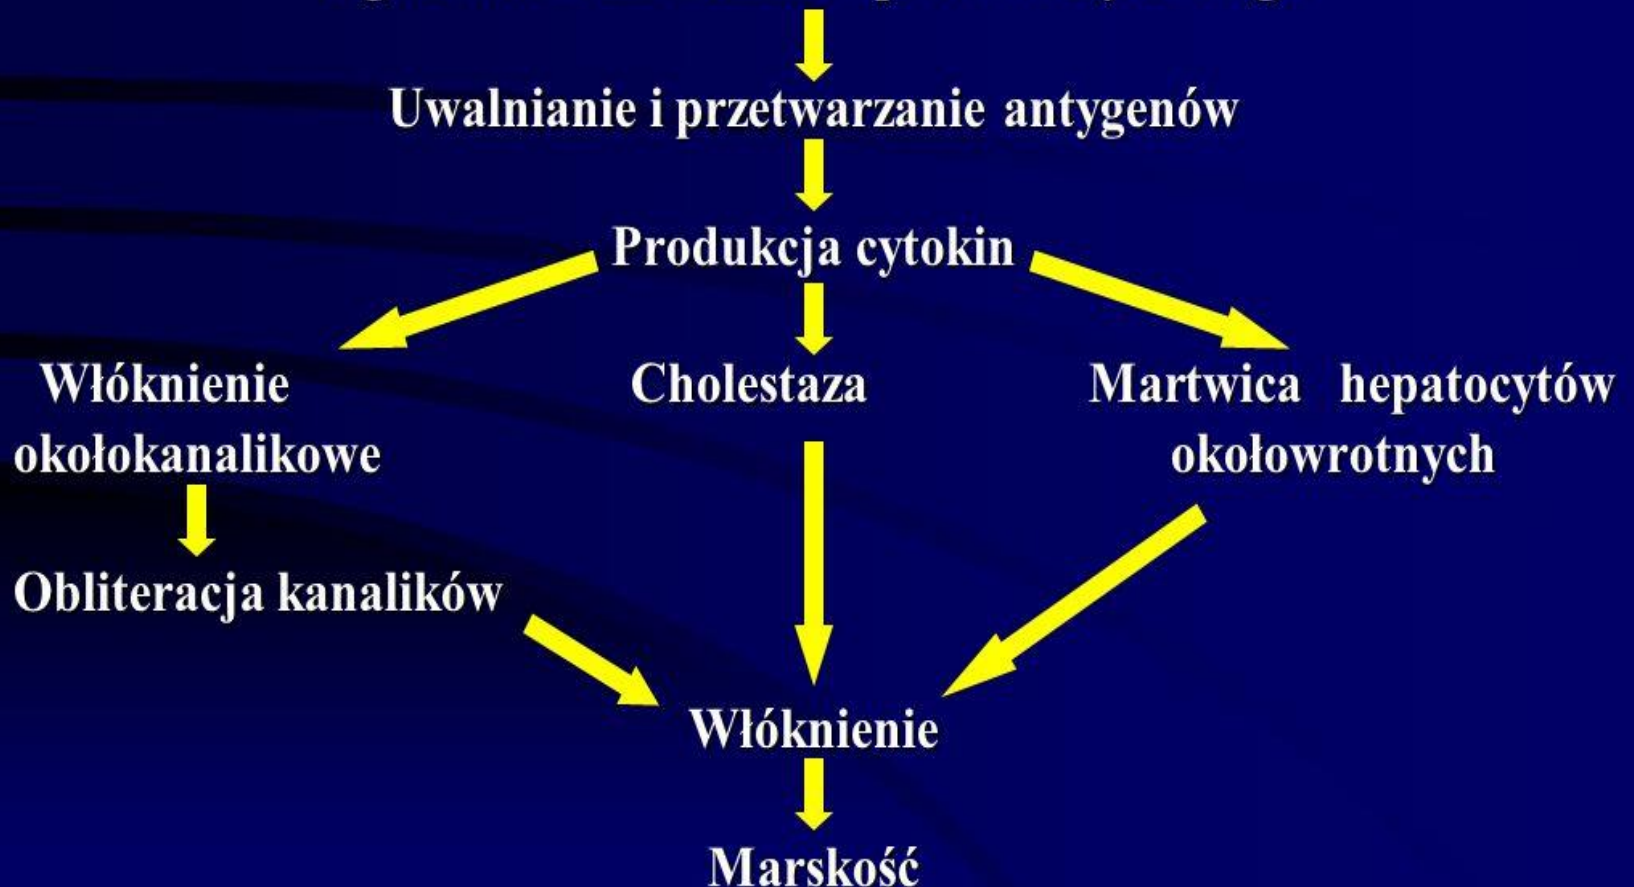 Uwalnianie i przetwarzanie antygenów
Produkcja cytokin
Włóknienie
okołokanalikowe
Cholestaza
Martwica hepatocytów
okołowrotnych
Obliteracja kanalików
Włóknienie
Marskość